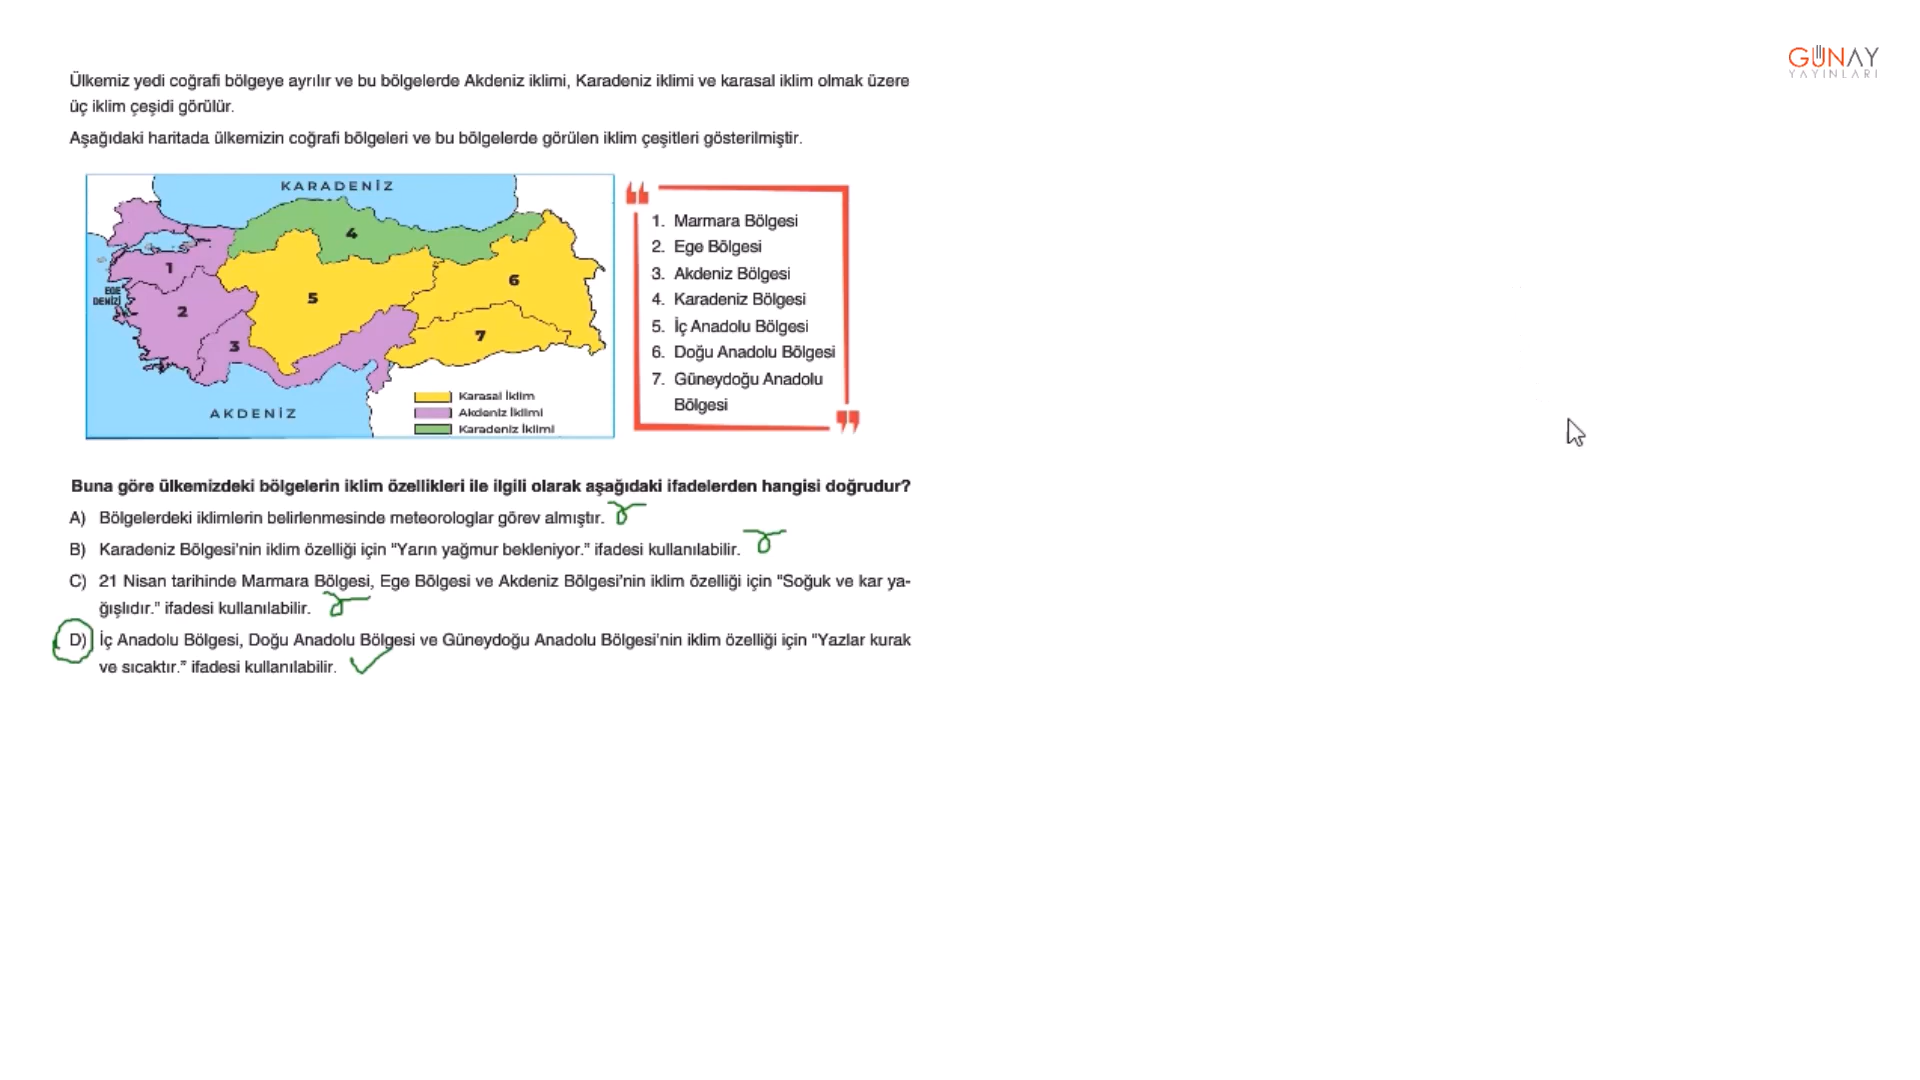 GÜNAY
YAYINLARI
Ülkemiz yedi coğrafi bölgeye ayrılır ve bu bölgelerde Akdeniz iklimi, Karadeniz iklimi ve karasal iklim olmak üzere
üç iklim çeşidi görülür.
Aşağıdaki haritada ülkemizin coğrafi bölgeleri ve bu bölgelerde görülen iklim çeşitleri gösterilmiştir.
KARADENİZ
4
1
6
EGE
DENİZİ
5
2
7
3
Karasal İklim
AKDENİZ
Akdeniz İklimi
Karadeniz İklimi
1. Marmara Bölgesi
2. Ege Bölgesi
3. Akdeniz Bölgesi
4. Karadeniz Bölgesi
5. İç Anadolu Bölgesi
6. Doğu Anadolu Bölgesi
7. Güneydoğu Anadolu
Bölgesi
Buna göre ülkemizdeki bölgelerin iklim özellikleri ile ilgili olarak aşağıdaki ifadelerden hangisi doğrudur?
A) Bölgelerdeki iklimlerin belirlenmesinde meteorologlar görev almıştır.
B) Karadeniz Bölgesi'nin iklim özelliği için "Yarın yağmur bekleniyor." ifadesi kullanılabilir.
C) 21 Nisan tarihinde Marmara Bölgesi, Ege Bölgesi ve Akdeniz Bölgesi'nin iklim özelliği için "Soğuk ve kar ya-
ğışlıdır." ifadesi kullanılabilir.
D) İç Anadolu Bölgesi, Doğu Anadolu Bölgesi ve Güneydoğu Anadolu Bölgesi'nin iklim özelliği için "Yazlar kurak
ve sıcaktır." ifadesi kullanılabilir.